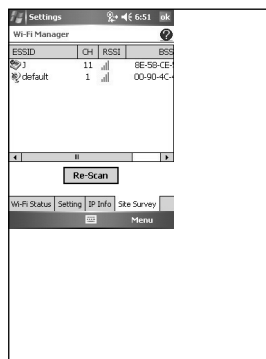 Settings 6:51 ok
Wi-Fi Manager
ESSID CH RSSI BSS
J 11 8E-58-CE-
default 1 00-90-4C-
Re-Scan
Wi-Fi Status Setting IP Info Site Survey
Menu